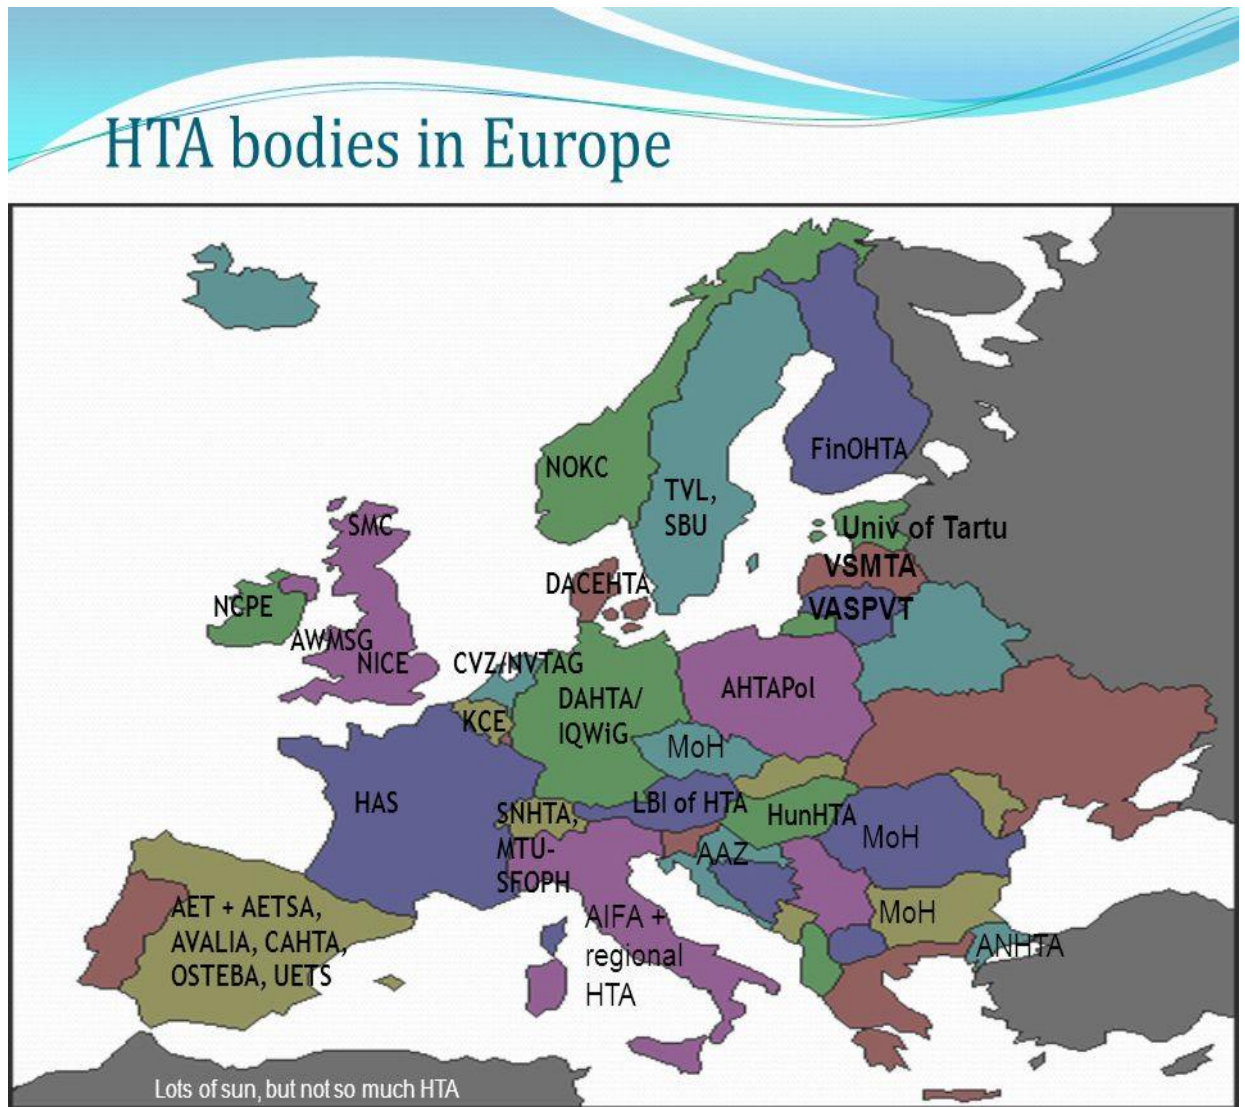 HTA bodies in Europe
FinOHTA
NOKC
TVL,
SBU
SMC
Univ of Tartu
VSMTA
DACEHTA
NCPE
VASPVT
AWMSG
NICE
CVZ/NVTAG
AHTAPol
DAHTA/
IQWiG
KCE
MoH
HAS
LBI of HTA
SNHTA,
MTU-
SFOPH
HunHTA
MoH
AAZ
AET + AETSA,
AVALIA, CAHTA,
OSTEBA, UETS
AIFA +
regional
HTA
MoH
ANHTA
Lots of sun, but not so much HTA